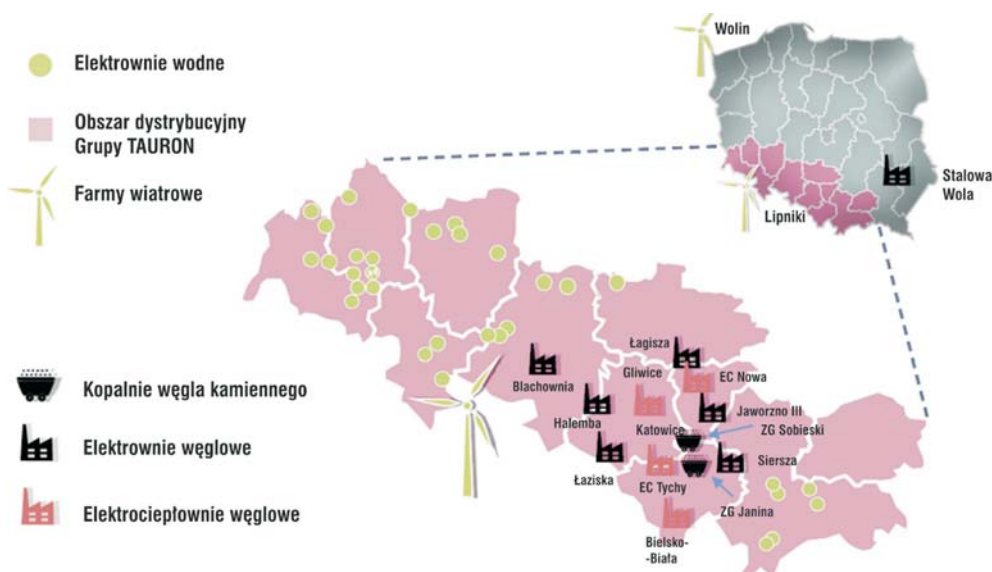 Elektrownie wodne
Obszar dystrybucyjny
Grupy TAURON
Farmy wiatrowe
Kopalnie węgla kamiennego
Elektrownie węglowe
Elektrociepłownie węglowe
Wolin
Stalowa
Wola
Lipniki
Łagisza
Blachownia
Gliwice
EC Nowa
Halemba
Katowice
Jaworzno III
ZG Sobieski
Łaziska
EC Tychy
Siersza
ZG Janina
Bielsko-
-Biała